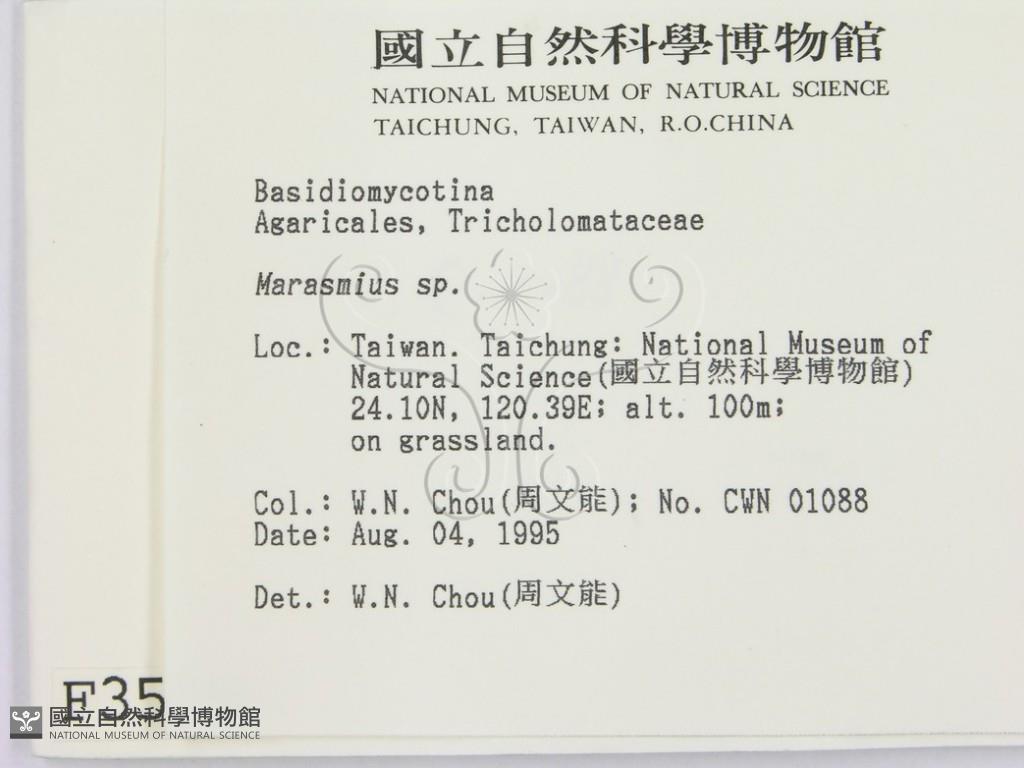 國立自然科學博物館
NATIONAL MUSEUM OF NATURAL SCIENCE
TAICHUNG, TAIWAN, R.O.CHINA
Basidiomycotina
Agaricales, Tricholomataceae
Marasmius sp.
Loc.: Taiwan. Taichung: National Museum of
Natural Science(國立自然科學博物館)
24.10N, 120.39E; alt. 100m;
on grassland.
Col.: W.N. Chou(周文能); No. CWN 01088
Date: Aug. 04, 1995
Det.: W.N. Chou(周文能)
F35
國立自然科學博物館
NATIONAL MUSEUM OF NATURAL SCIENCE